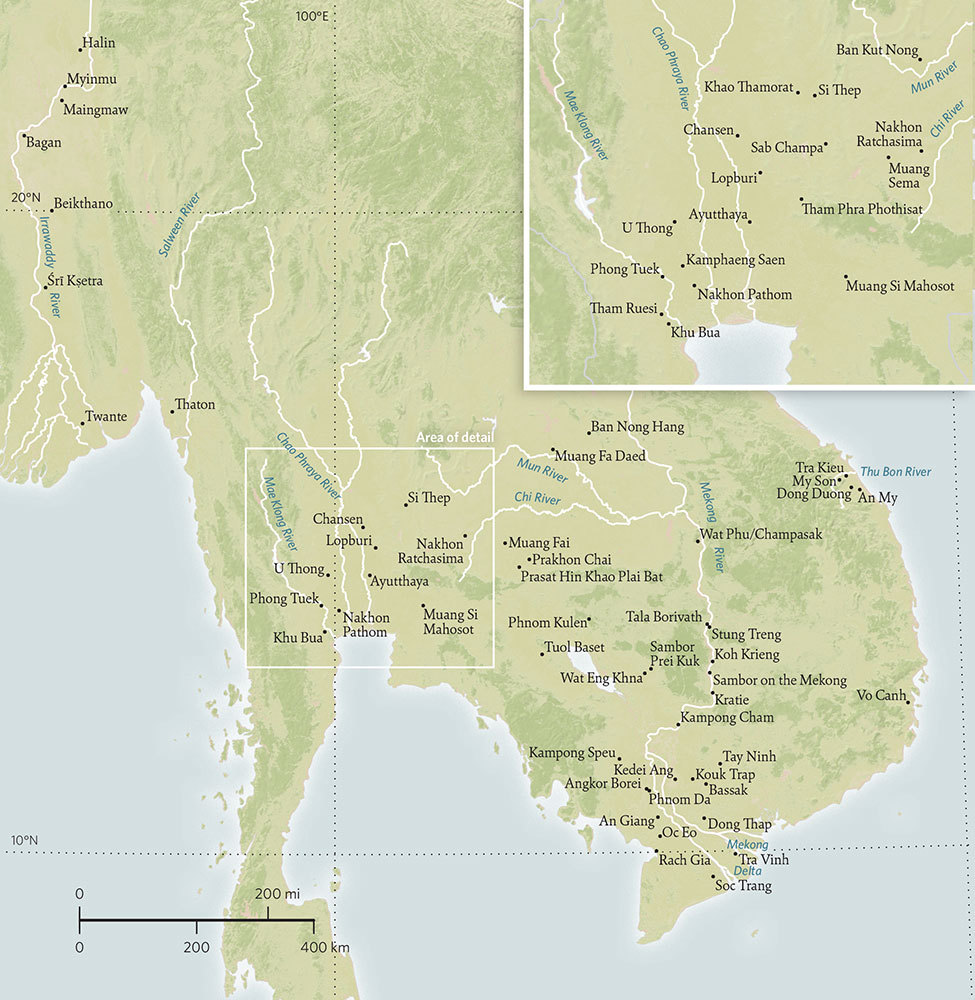 100°E
Halin
Myinmu
Maingmaw
Bagan
20°N
Beikthano
Salween River
Irrawaddy
River
Śrī Kṣetra
Twante
Thaton
Chao Phraya River
Mae Klong River
Ban Kut Nong
Mun River
Khao Thamorat
Si Thep
Chi River
Chansen
Nakhon
Ratchasima
Sab Champa
Muang
Sema
Lopburi
Tham Phra Phothisat
Ayutthaya
U Thong
Kamphaeng Saen
Phong Tuek
Muang Si Mahosot
Nakhon Pathom
Tham Ruesi
Khu Bua
Area of detail
Chao Phraya River
Mae Klong River
Si Thep
Chansen
Lopburi
Nakhon
Ratchasima
U Thong
Ayutthaya
Phong Tuek
Nakhon
Pathom
Muang Si
Mahosot
Khu Bua
Ban Nong Hang
Muang Fa Daed
Mun River
Chi River
Mekong
River
Tra Kieu
Thu Bon River
My Son
Dong Duong
An My
Wat Phu/Champasak
Muang Fai
Prakhon Chai
Prasat Hin Khao Plai Bat
Phnom Kulen
Tala Borivath
Stung Treng
Tuol Baset
Sambor
Prei Kuk
Koh Krieng
Wat Eng Khna
Sambor on the Mekong
Kratie
Vo Canh
Kampong Cham
Kampong Speu
Tay Ninh
Kedei Ang
Kouk Trap
Angkor Borei
Bassak
Phnom Da
An Giang
Dong Thap
Oc Eo
10°N
Mekong
Delta
Rach Gia
Tra Vinh
Soc Trang
0
200 mi
0
200
400 km